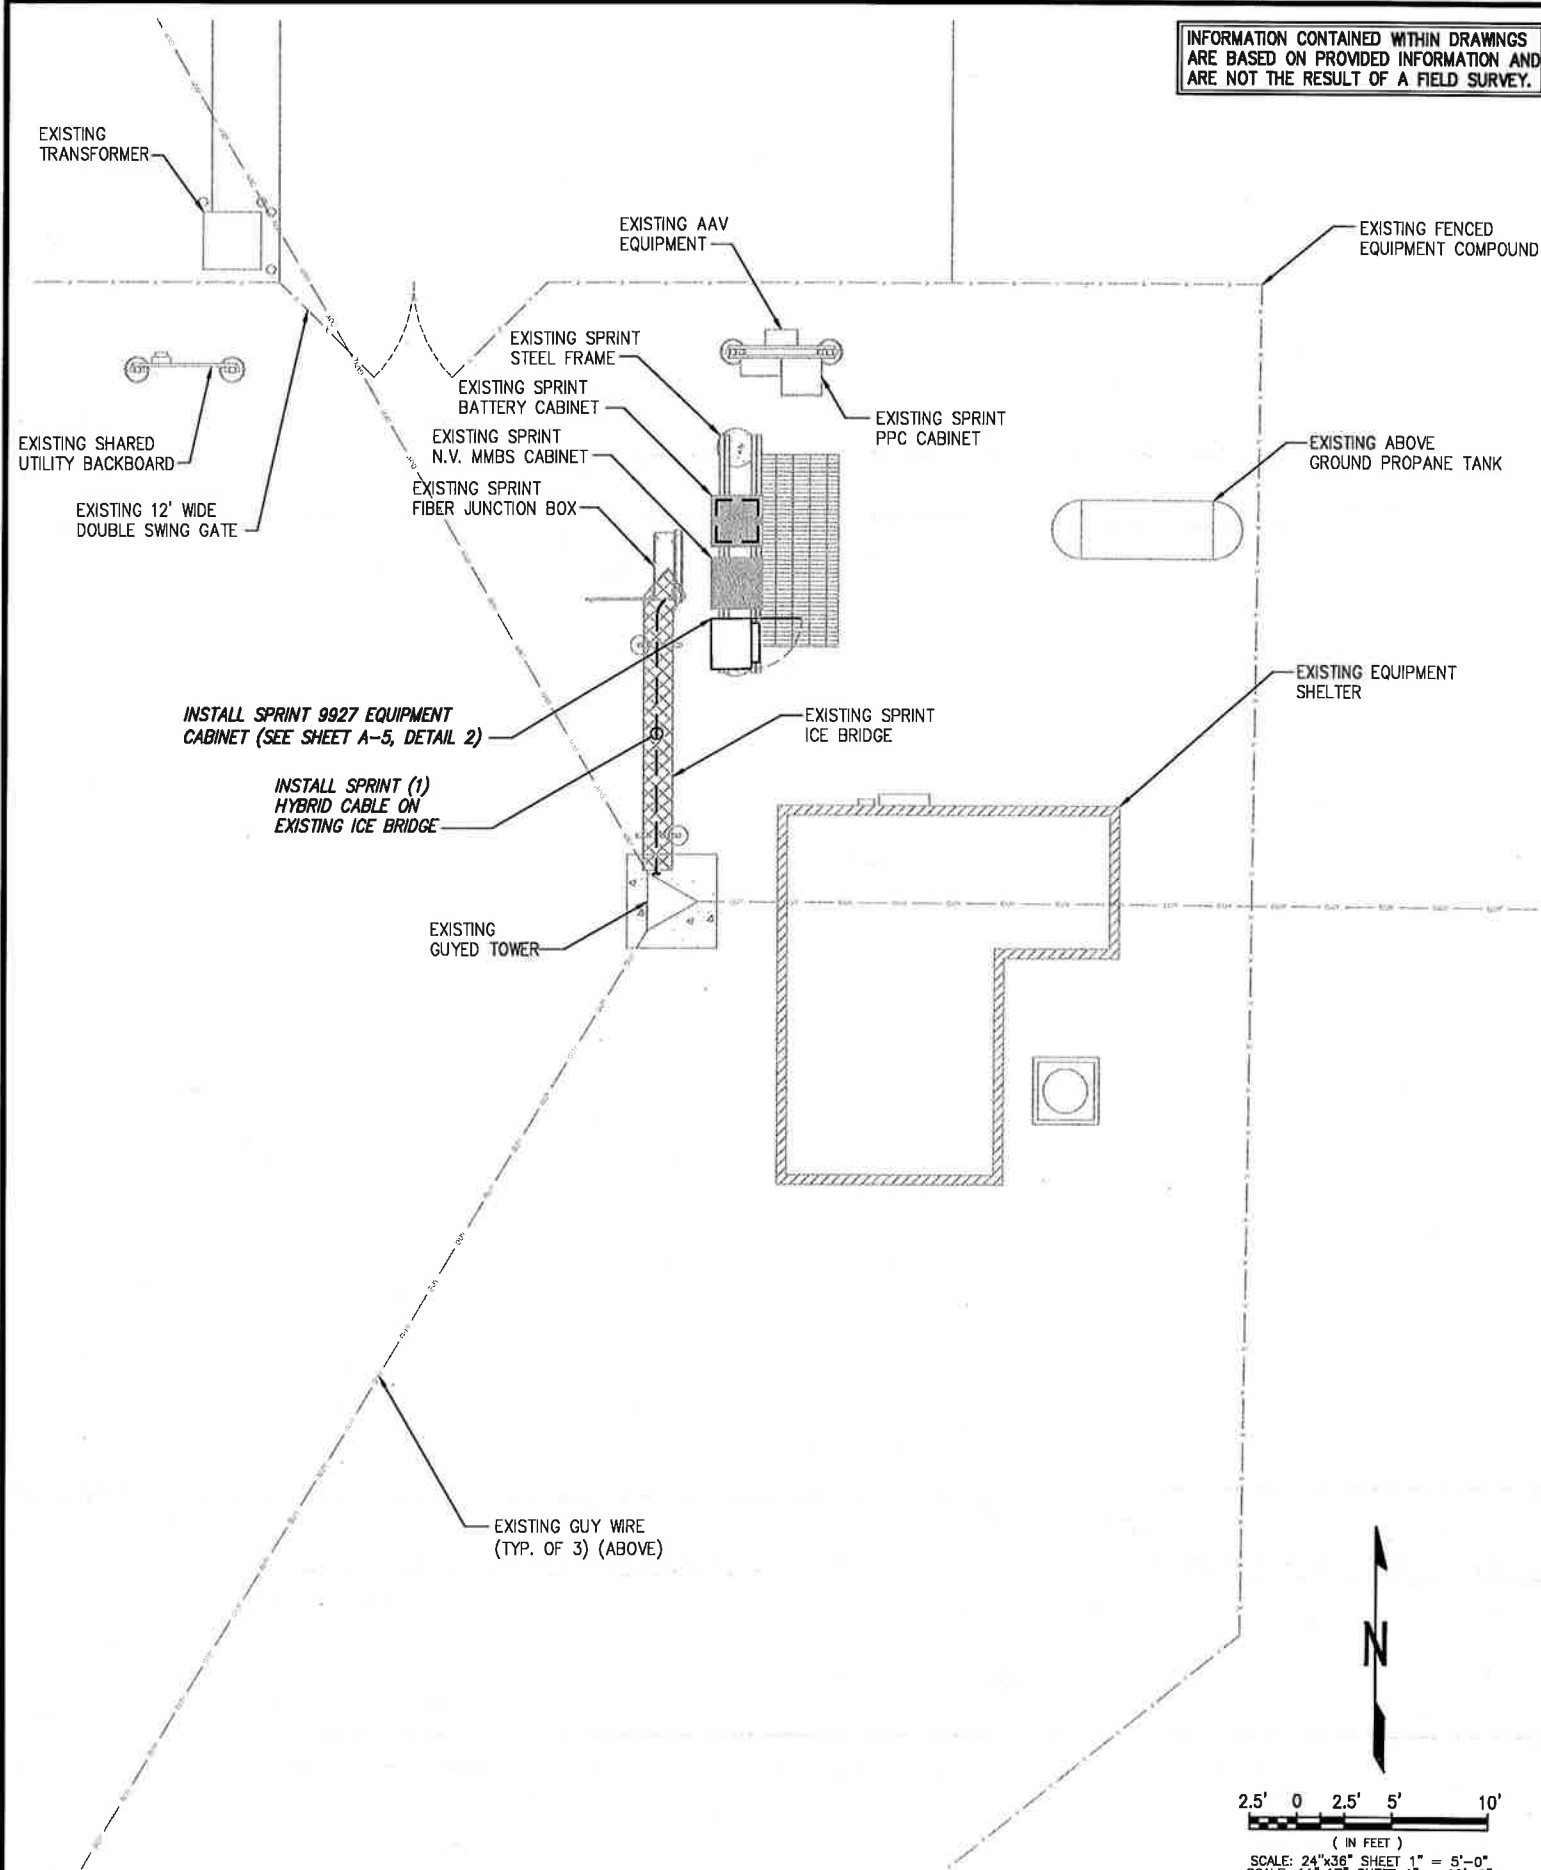 INFORMATION CONTAINED WITHIN DRAWINGS
ARE BASED ON PROVIDED INFORMATION AND
ARE NOT THE RESULT OF A FIELD SURVEY.
EXISTING
TRANSFORMER
EXISTING AAV
EQUIPMENT
EXISTING FENCED
EQUIPMENT COMPOUND
EXISTING SPRINT
STEEL FRAME
EXISTING SPRINT
BATTERY CABINET
EXISTING SPRINT
PPC CABINET
EXISTING SHARED
UTILITY BACKBOARD
EXISTING SPRINT
N.V. MMBS CABINET
EXISTING ABOVE
GROUND PROPANE TANK
EXISTING SPRINT
FIBER JUNCTION BOX
EXISTING 12' WIDE
DOUBLE SWING GATE
EXISTING EQUIPMENT
SHELTER
INSTALL SPRINT 9927 EQUIPMENT
CABINET (SEE SHEET A-5, DETAIL 2)
EXISTING SPRINT
ICE BRIDGE
INSTALL SPRINT (1)
HYBRID CABLE ON
EXISTING ICE BRIDGE
EXISTING
GUYED TOWER
EXISTING GUY WIRE
(TYP. OF 3) (ABOVE)
N
2.5' 0 2.5' 5' 10'
( IN FEET )
SCALE: 24"x36" SHEET 1" = 5'-0"